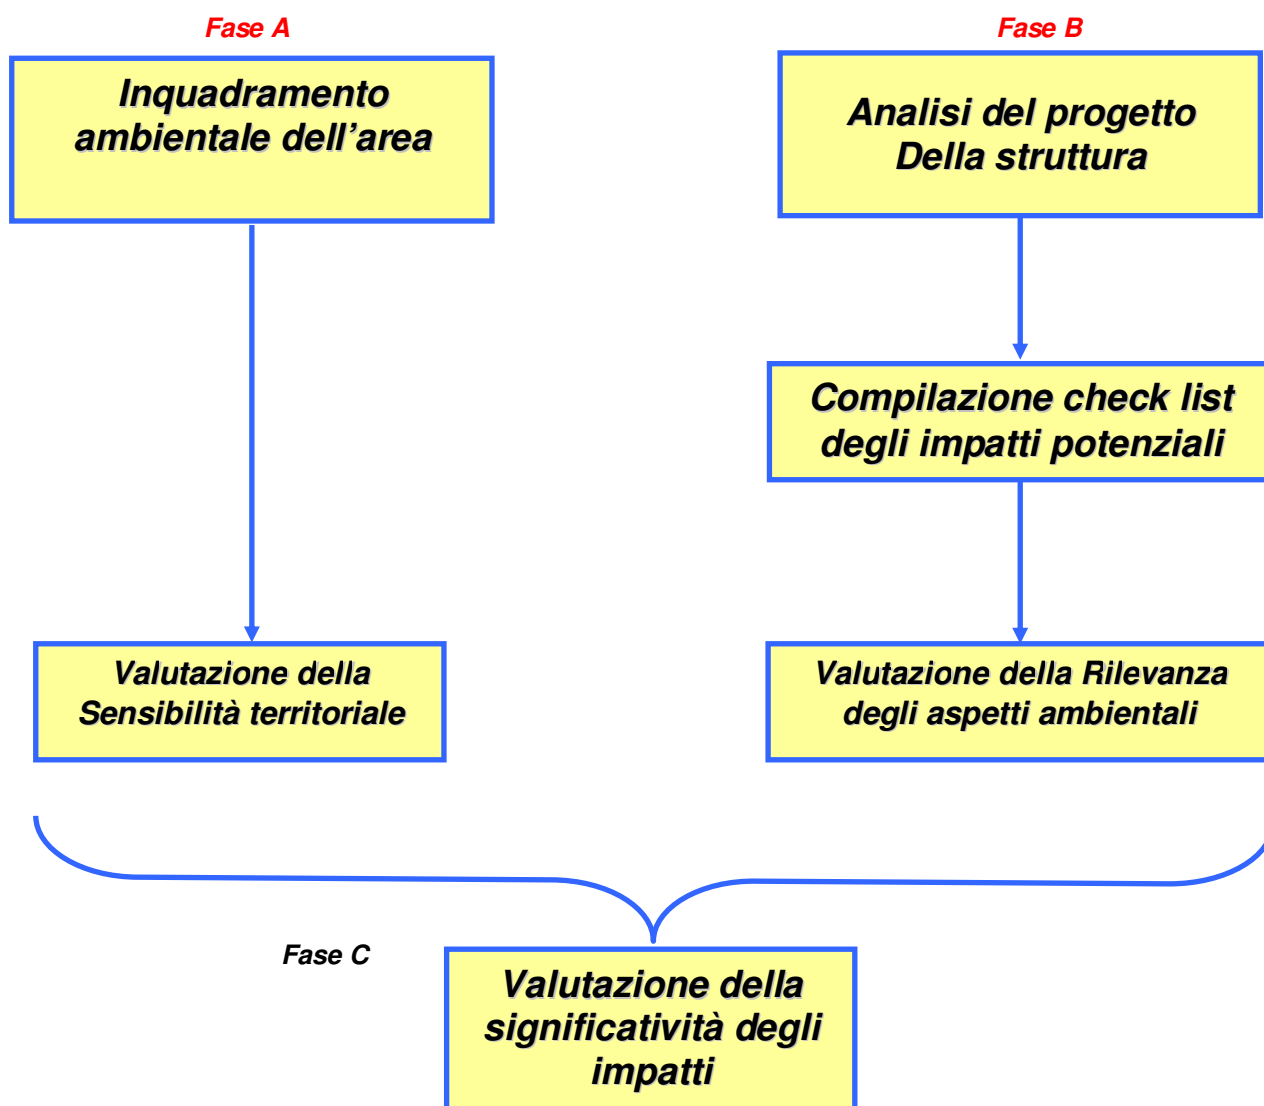 Fase A
Inquadramento
ambientale dell’area
Fase B
Analisi del progetto
Della struttura
Compilazione check list
degli impatti potenziali
Valutazione della
Sensibilità territoriale
Valutazione della Rilevanza
degli aspetti ambientali
Fase C
Valutazione della
significatività degli
impatti